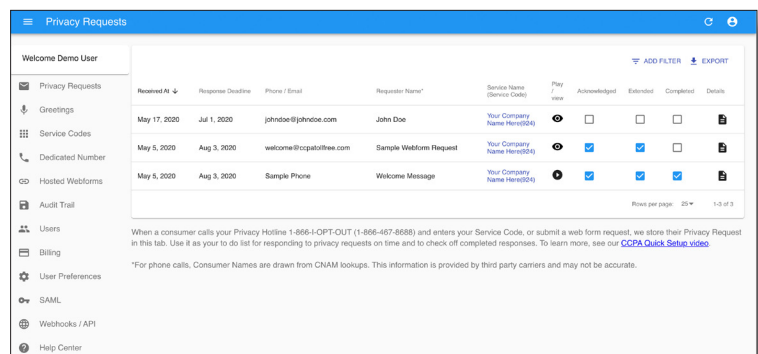 Privacy Requests
Welcome Demo User
Privacy Requests
Greetings
Service Codes
Dedicated Number
Hosted Webforms
Audit Trail
Users
Billing
User Preferences
SAML
Webhooks / API
Help Center
ADD FILTER EXPORT
Received At Response Deadline Phone / Email Requester Name* Service Name (Service Code) Play / view Acknowledged Extended Completed Details
May 17, 2020 Jul 1, 2020 johndoe@johndoe.com John Doe Your Company Name Here(924)
May 5, 2020 Aug 3, 2020 welcome@ccpatollfree.com Sample Webform Request Your Company Name Here(924)
May 5, 2020 Aug 3, 2020 Sample Phone Welcome Message Your Company Name Here(924)
Rows per page: 25 1-3 of 3
When a consumer calls your Privacy Hotline 1-866-I-OPT-OUT (1-866-467-8688) and enters your Service Code, or submit a web form request, we store their Privacy Request
in this tab. Use it as your to do list for responding to privacy requests on time and to check off completed responses. To learn more, see our CCPA Quick Setup video.
*For phone calls, Consumer Names are drawn from CNAM lookups. This information is provided by third party carriers and may not be accurate.